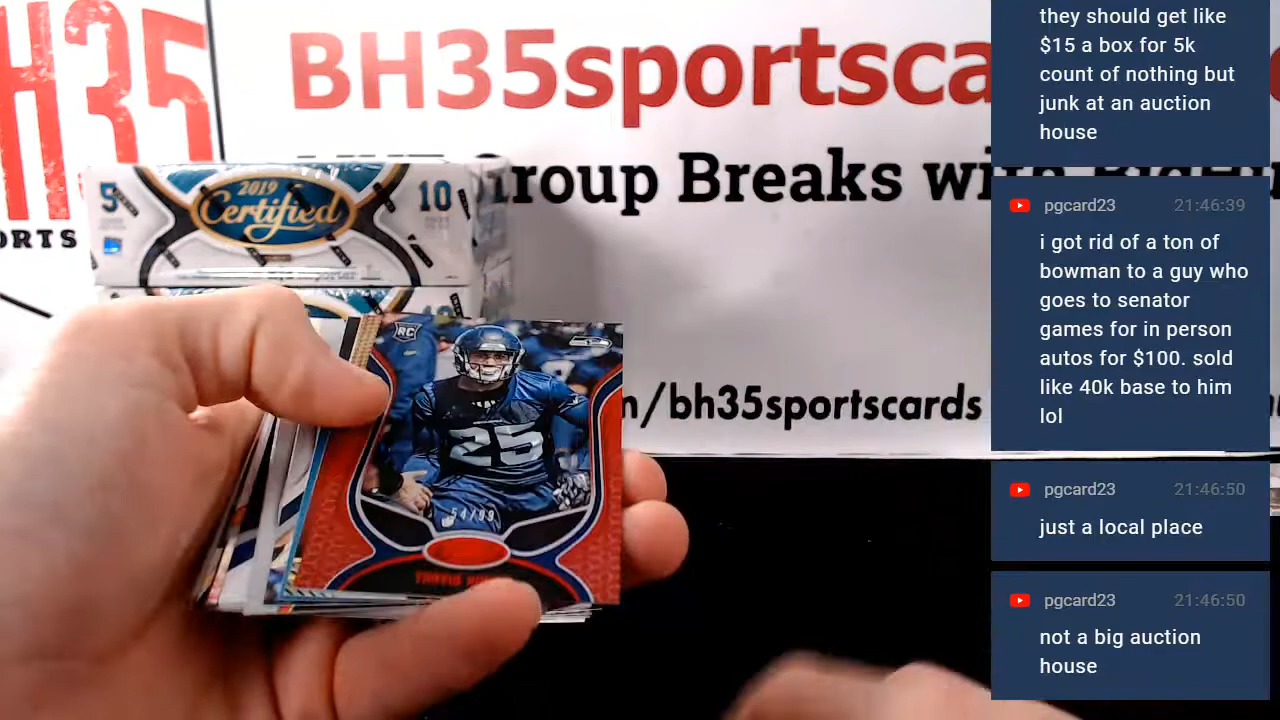 they should get like
$15 a box for 5k
count of nothing but
junk at an auction
house
pgcard23 21:46:39
i got rid of a ton of
bowman to a guy who
goes to senator
games for in person
autos for $100. sold
like 40k base to him
lol
pgcard23 21:46:50
just a local place
pgcard23 21:46:50
not a big auction
house
H35
ORTS
BH35sportsca
Group Breaks with
/bh35sportscards
5
2019
Certified
10
RC
25
54/99